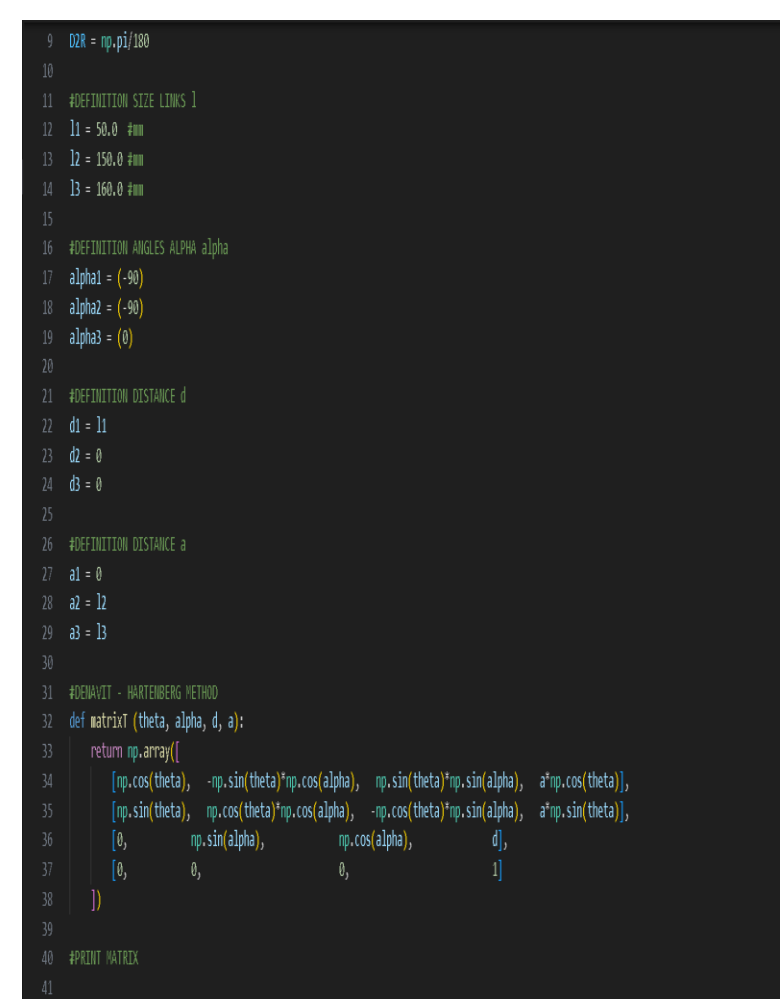 9 D2R = np.pi/180
10
11 #DEFINITION SIZE LINKS l
12 l1 = 50.0 #mm
13 l2 = 150.0 #mm
14 l3 = 160.0 #mm
15
16 #DEFINITION ANGLES ALPHA alpha
17 alpha1 = (-90)
18 alpha2 = (-90)
19 alpha3 = (0)
20
21 #DEFINITION DISTANCE d
22 d1 = l1
23 d2 = 0
24 d3 = 0
25
26 #DEFINITION DISTANCE a
27 a1 = 0
28 a2 = l2
29 a3 = l3
30
31 #DENAVIT - HARTENBERG METHOD
32 def matrixT (theta, alpha, d, a):
33 return np.array([
34 [np.cos(theta), -np.sin(theta)*np.cos(alpha), np.sin(theta)*np.sin(alpha), a*np.cos(theta)],
35 [np.sin(theta), np.cos(theta)*np.cos(alpha), -np.cos(theta)*np.sin(alpha), a*np.sin(theta)],
36 [0, np.sin(alpha), np.cos(alpha), d],
37 [0, 0, 0, 1]
38 ])
39
40 #PRINT MATRIX
41